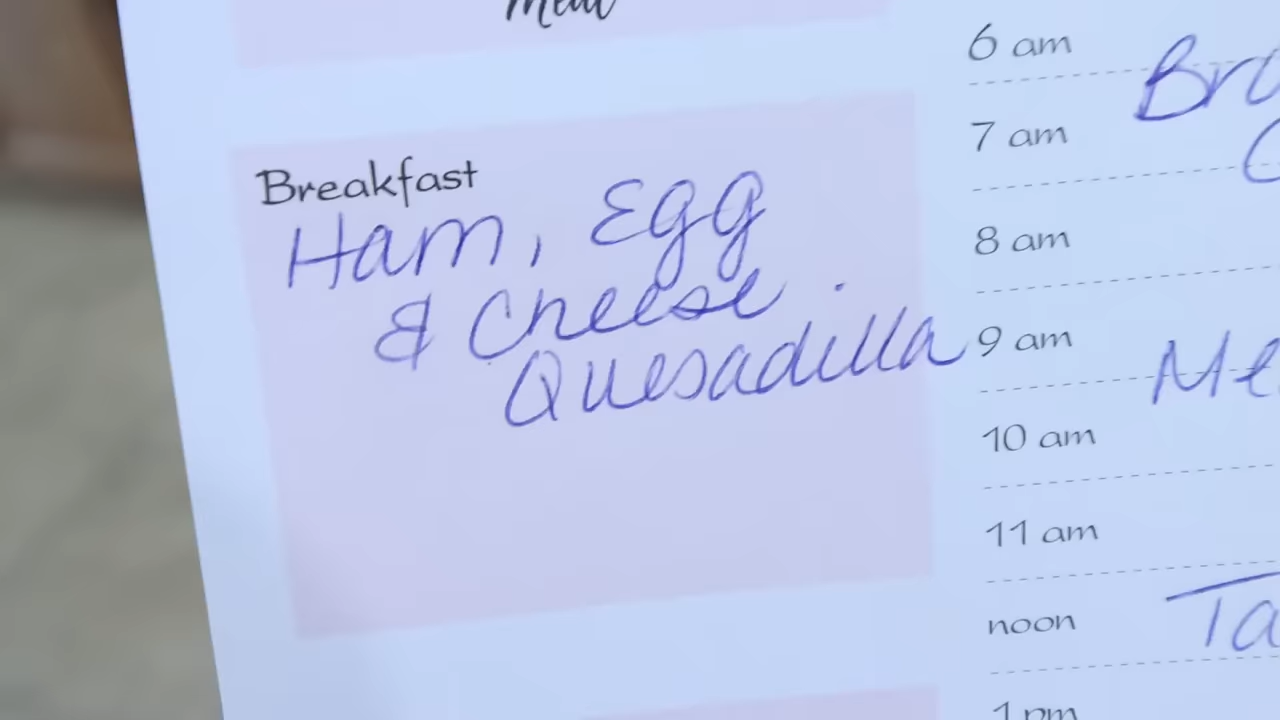 Meal
Breakfast
Ham, Egg
& Cheese
Quesadilla
6 am
7 am
8 am
9 am
10 am
11 am
noon
1 pm